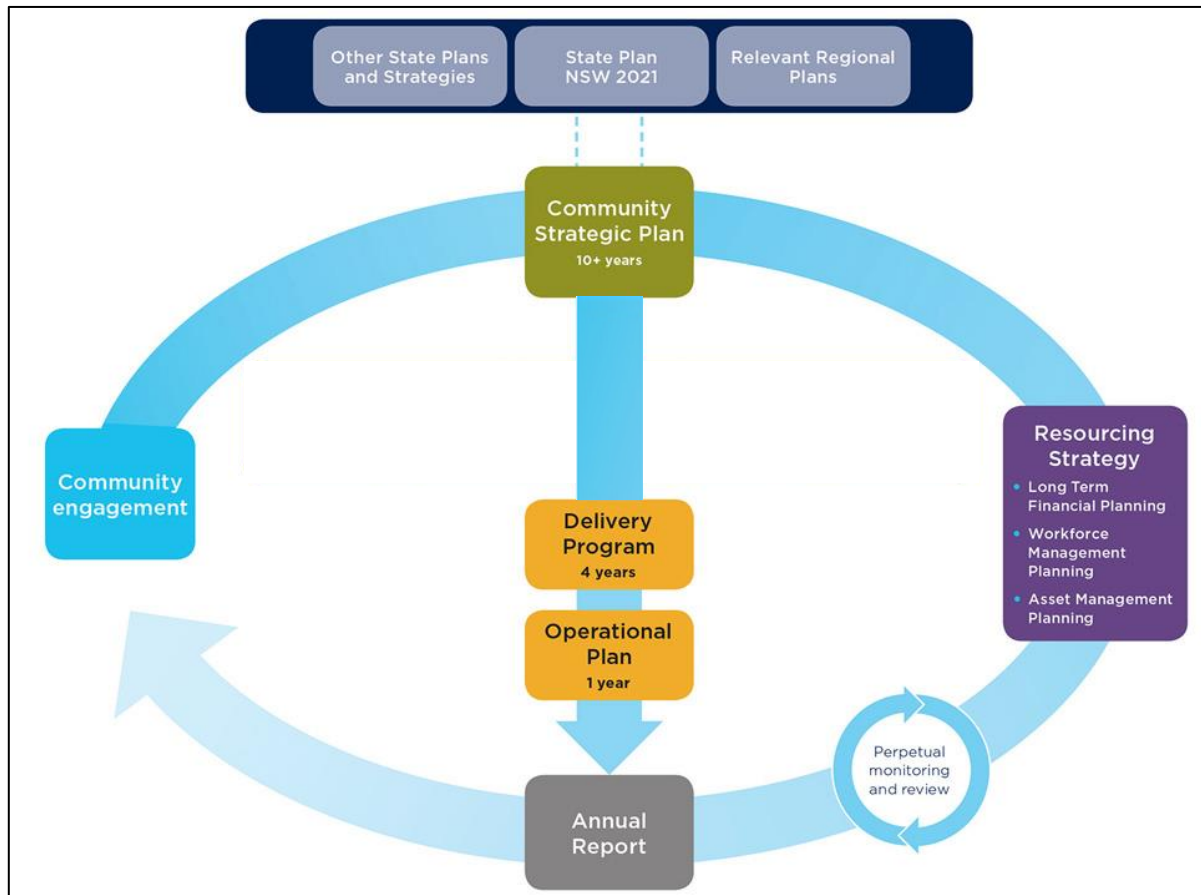 Other State Plans
and Strategies
State Plan
NSW 2021
Relevant Regional
Plans
Community
Strategic Plan
10+ years
Community
engagement
Resourcing
Strategy
• Long Term
Financial Planning
• Workforce
Management
Planning
• Asset Management
Planning
Delivery
Program
4 years
Operational
Plan
1 year
Perpetual
monitoring
and review
Annual
Report